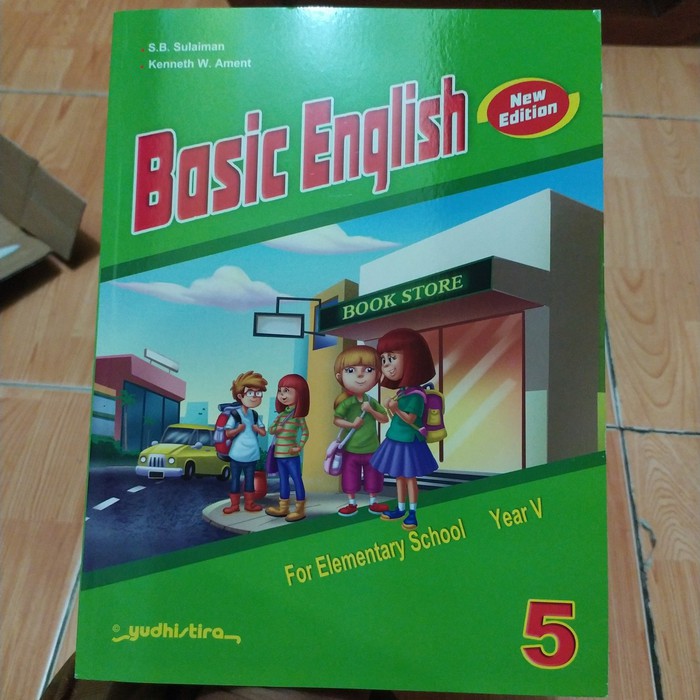 S.B. Sulaiman
Kenneth W. Ament
Basic English
New
Edition
BOOK STORE
For Elementary School Year V
© yudhistira
5